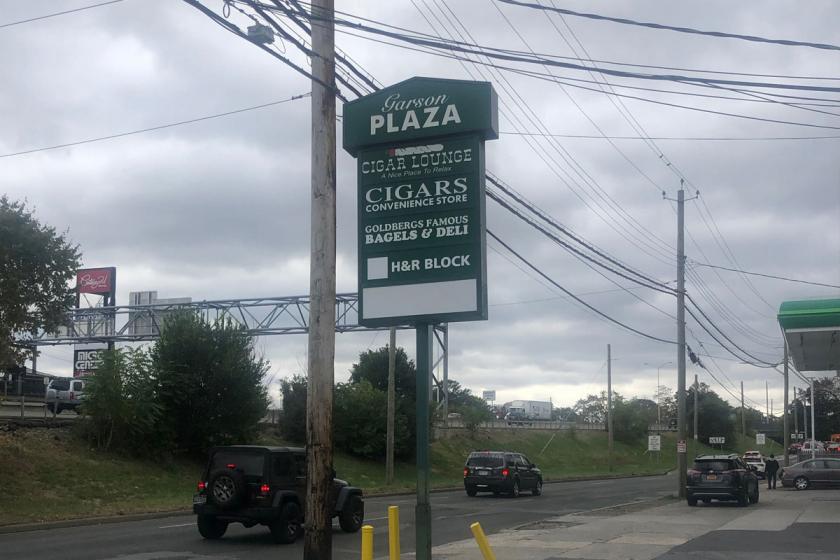 Garson
PLAZA
CIGAR LOUNGE
A Nice Place To Relax
CIGARS
CONVENIENCE STORE
GOLDBERGS FAMOUS
BAGELS & DELI
H&R BLOCK